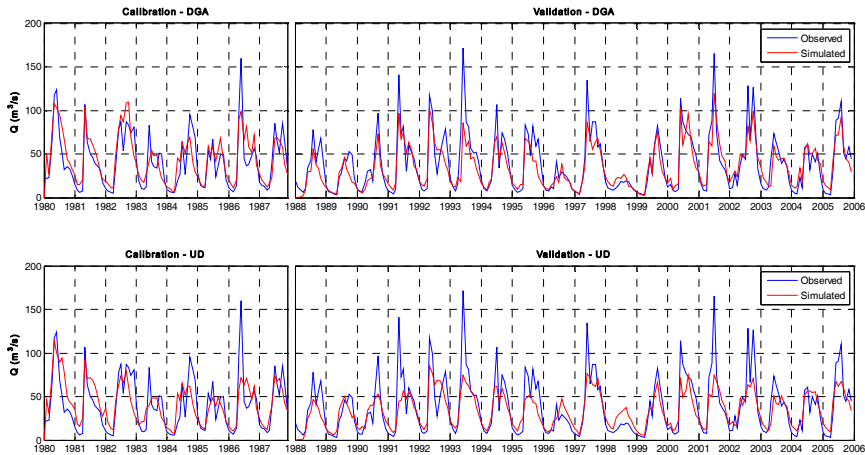 Calibration - DGA
Validation - DGA
Q (m³/s)
200
150
100
50
0
Observed
Simulated
1980 1981 1982 1983 1984 1985 1986 1987 1988 1989 1990 1991 1992 1993 1994 1995 1996 1997 1998 1999 2000 2001 2002 2003 2004 2005 2006
Calibration - UD
Validation - UD
Q (m³/s)
200
150
100
50
0
Observed
Simulated
1980 1981 1982 1983 1984 1985 1986 1987 1988 1989 1990 1991 1992 1993 1994 1995 1996 1997 1998 1999 2000 2001 2002 2003 2004 2005 2006